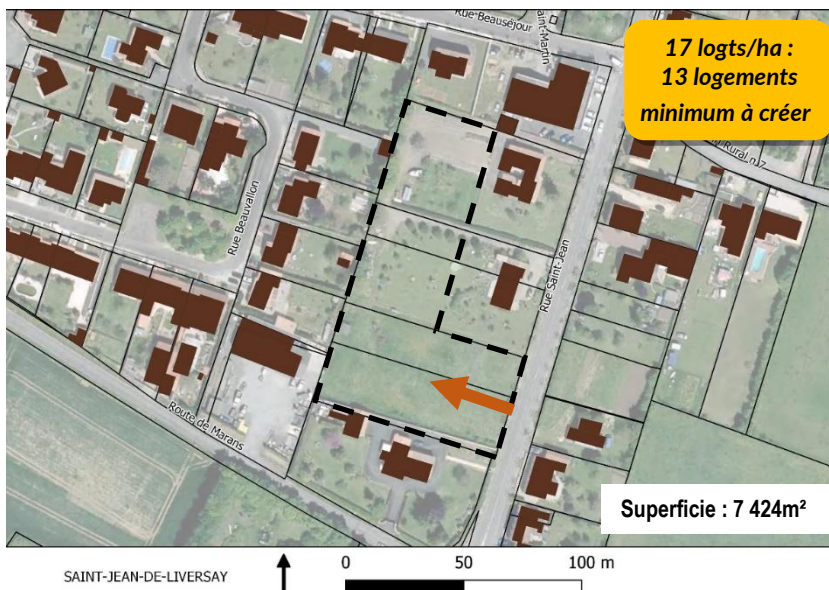 Rue Beauséjour
Saint-Martin
17 logts/ha :
13 logements
minimum à créer
Rural n 7
Rue Beauvallon
Rue Saint-Jean
Route de Marans
Superficie : 7 424m²
SAINT-JEAN-DE-LIVERSAY
0 50 100 m